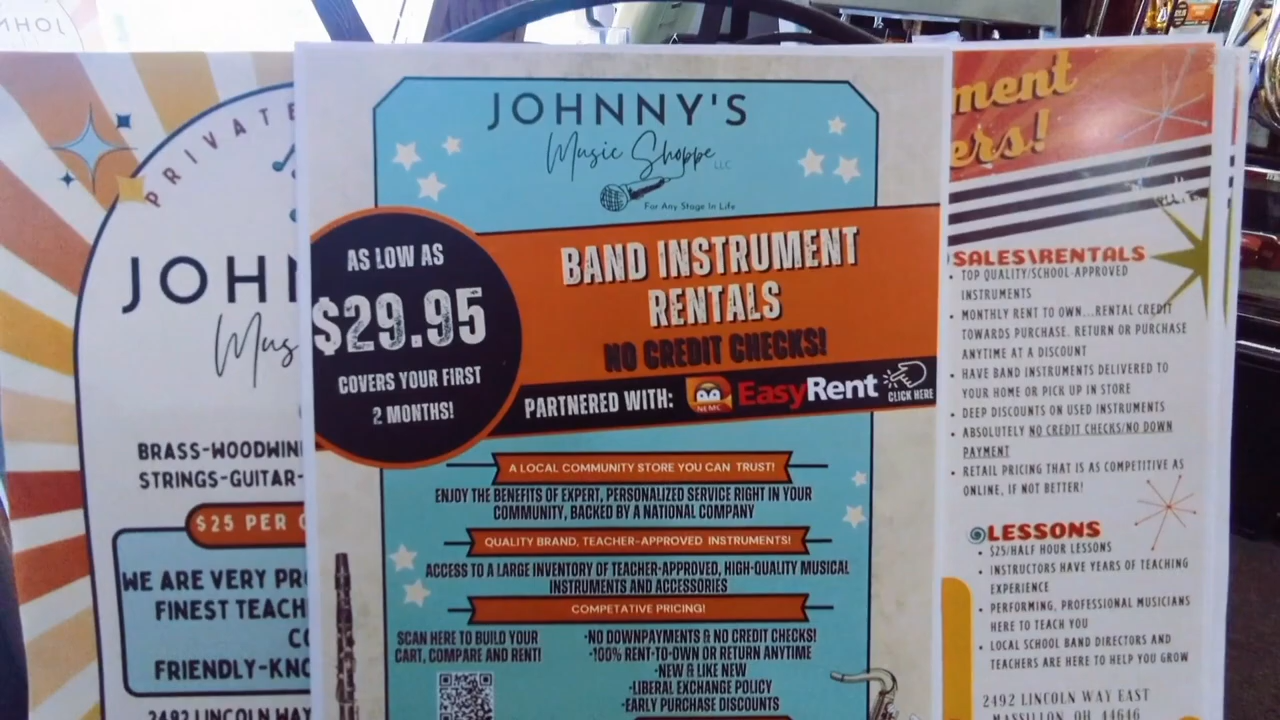 PRIVATE
JOHN
Mus
BRASS-WOODWIN
STRINGS-GUITAR-
$25 PER
WE ARE VERY PR
FINEST TEACH
FRIENDLY-KNO
2492 LINCOLN WAY
JOHNNY'S
Music Shoppe
LLC
For Any Stage In Life
AS LOW AS
$29.95
COVERS YOUR FIRST
2 MONTHS!
BAND INSTRUMENT
RENTALS
NO CREDIT CHECKS!
PARTNERED WITH: NEMC EasyRent CLICK HERE
A LOCAL COMMUNITY STORE YOU CAN TRUST!
ENJOY THE BENEFITS OF EXPERT, PERSONALIZED SERVICE RIGHT IN YOUR
COMMUNITY, BACKED BY A NATIONAL COMPANY
QUALITY BRAND, TEACHER-APPROVED INSTRUMENTS!
ACCESS TO A LARGE INVENTORY OF TEACHER-APPROVED, HIGH-QUALITY MUSICAL
INSTRUMENTS AND ACCESSORIES
COMPETATIVE PRICING!
SCAN HERE TO BUILD YOUR
CART, COMPARE AND RENT!
-NO DOWNPAYMENTS & NO CREDIT CHECKS!
-100% RENT-TO-OWN OR RETURN ANYTIME
-NEW & LIKE NEW
-LIBERAL EXCHANGE POLICY
-EARLY PURCHASE DISCOUNTS
ment
ers!
SALES\RENTALS
• TOP QUALITY/SCHOOL-APPROVED
INSTRUMENTS
• MONTHLY RENT TO OWN...RENTAL CREDIT
TOWARDS PURCHASE. RETURN OR PURCHASE
ANYTIME AT A DISCOUNT
• HAVE BAND INSTRUMENTS DELIVERED TO
YOUR HOME OR PICK UP IN STORE
• DEEP DISCOUNTS ON USED INSTRUMENTS
• ABSOLUTELY NO CREDIT CHECKS/NO DOWN
PAYMENT
• RETAIL PRICING THAT IS AS COMPETITIVE AS
ONLINE, IF NOT BETTER!
LESSONS
• $25/HALF HOUR LESSONS
• INSTRUCTORS HAVE YEARS OF TEACHING
EXPERIENCE
• PERFORMING, PROFESSIONAL MUSICIANS
HERE TO TEACH YOU
• LOCAL SCHOOL BAND DIRECTORS AND
TEACHERS ARE HERE TO HELP YOU GROW
2492 LINCOLN WAY EAST
MASSILLON, OH 44646